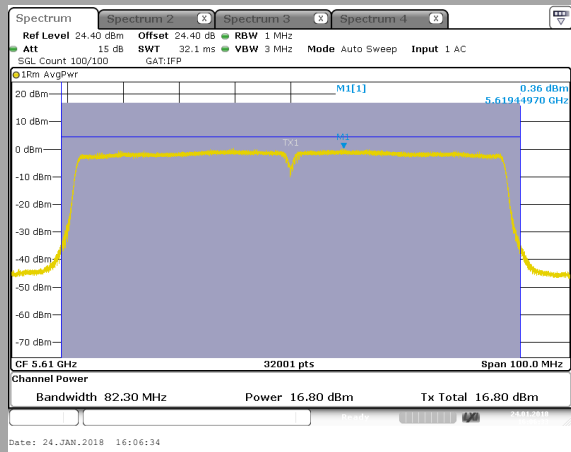 Spectrum Spectrum 2 X Spectrum 3 X Spectrum 4 X
Ref Level 24.40 dBm Offset 24.40 dB RBW 1 MHz
Att 15 dB SWT 32.1 ms VBW 3 MHz Mode Auto Sweep Input 1 AC
SGL Count 100/100 GAT:IFP
1Rm AvgPwr
M1[1] 0.36 dBm
5.61944970 GHz
20 dBm
10 dBm
M1
TX1
0 dBm
-10 dBm
-20 dBm
-30 dBm
-40 dBm
-50 dBm
-60 dBm
-70 dBm
CF 5.61 GHz 32001 pts Span 100.0 MHz
Channel Power
Bandwidth 82.30 MHz Power 16.80 dBm Tx Total 16.80 dBm
24.01.2018
Date: 24.JAN.2018 16:06:34